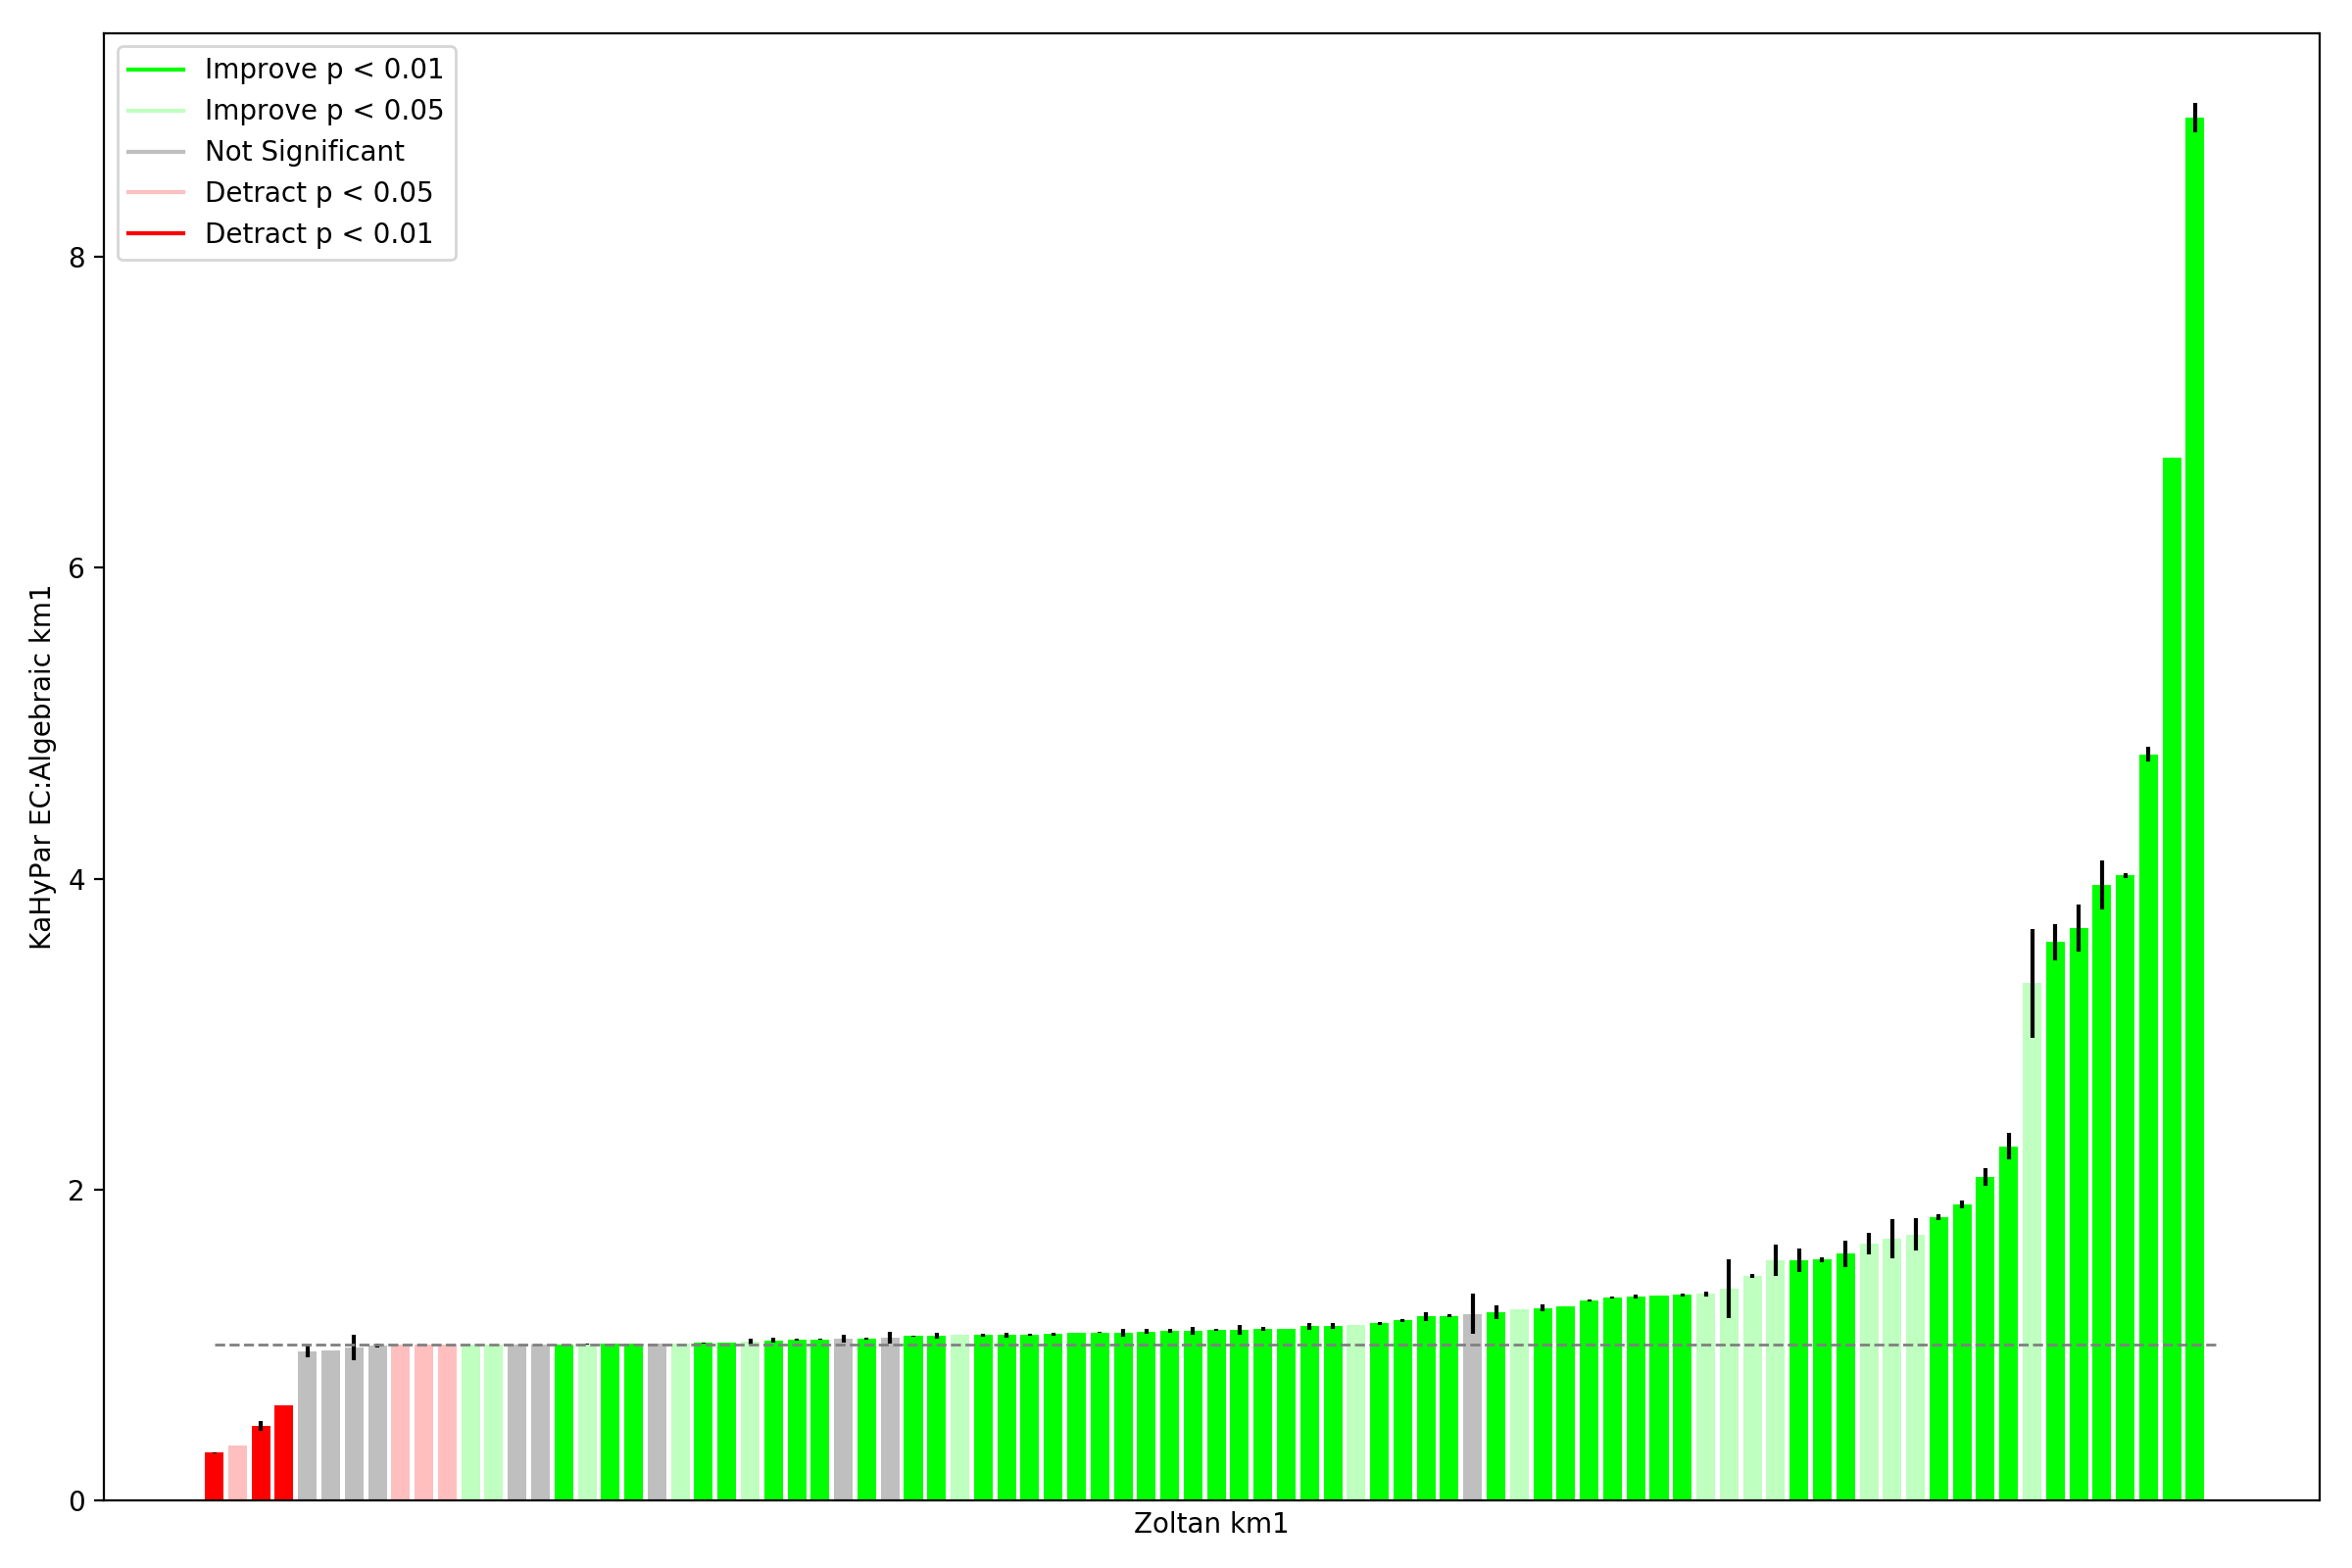 Improve p < 0.01
Improve p < 0.05
Not Significant
Detract p < 0.05
Detract p < 0.01
8
6
4
2
0
KaHyPar EC:Algebraic km1
Zoltan km1